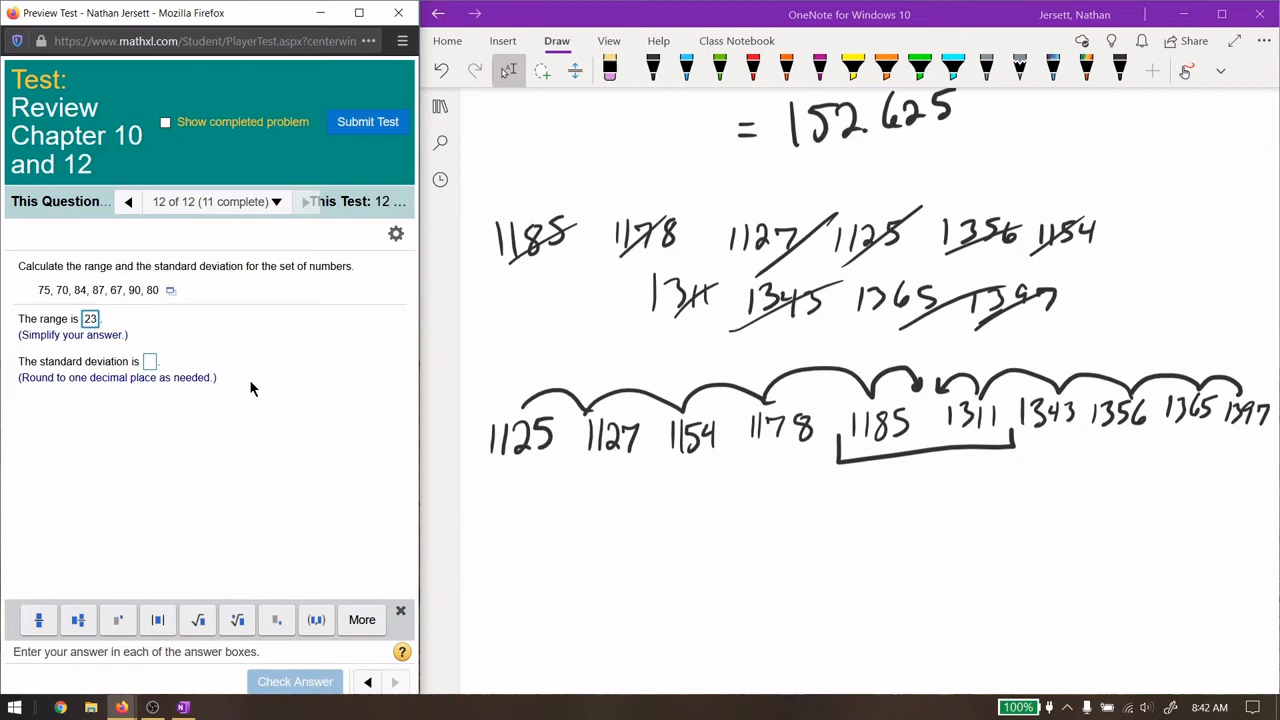 Preview Test - Nathan Jersett - Mozilla Firefox
https://www.mathxl.com/Student/PlayerTest.aspx?centerwin
Test:
Review
Chapter 10
and 12
Show completed problem
Submit Test
This Question...
12 of 12 (11 complete)
This Test: 12 ...
Calculate the range and the standard deviation for the set of numbers.
75, 70, 84, 87, 67, 90, 80
The range is 23.
(Simplify your answer.)
The standard deviation is .
(Round to one decimal place as needed.)
More
Enter your answer in each of the answer boxes.
?
Check Answer
OneNote for Windows 10
Jersett, Nathan
Home Insert Draw View Help Class Notebook
Share
= 152.625
1185 1178 1127 1125 1356 1154
1311 1345 1365 1397
1125 1127 1154 1178 1185 1311 1343 1356 1365 1397
100%
8:42 AM